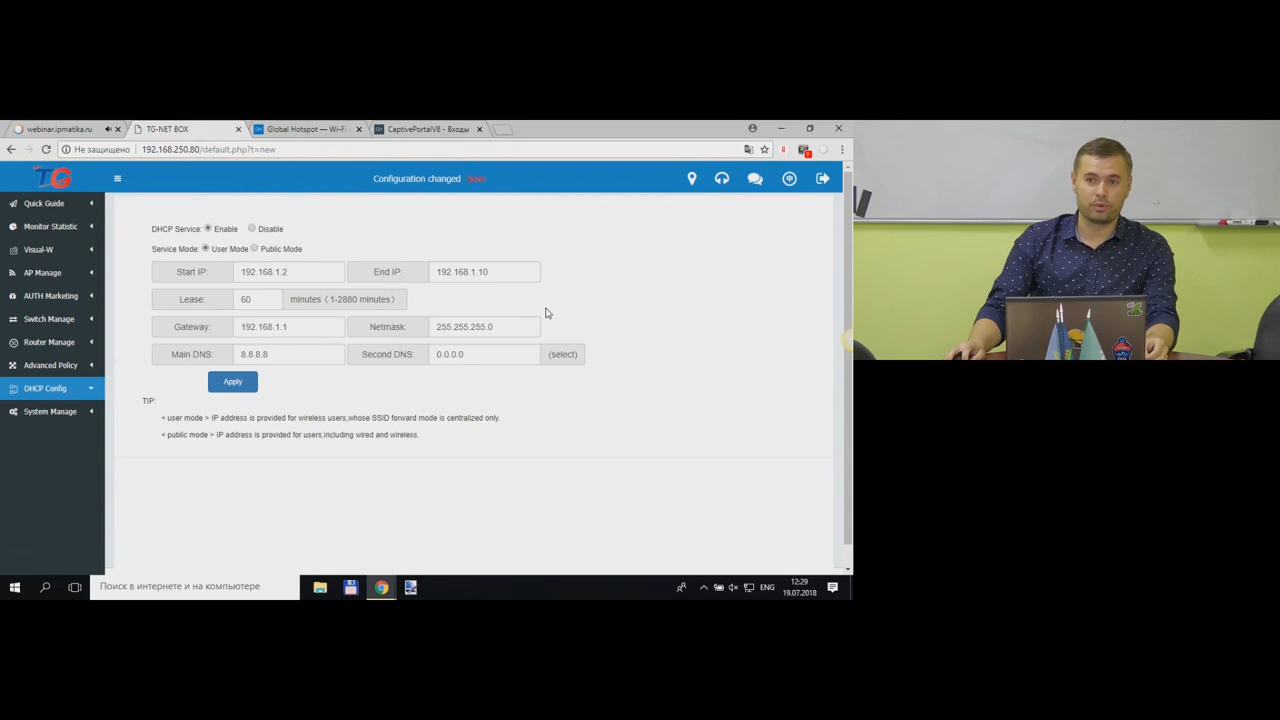 webinar.ipmatika.ru
TG-NET BOX
Global Hotspot — Wi-Fi
CaptivePortalV8 - Входы
Не защищено
192.168.250.80/default.php?t=new
TG
Configuration changed
Quick Guide
Monitor Statistic
Visual-W
AP Manage
AUTH Marketing
Switch Manage
Router Manage
Advanced Policy
DHCP Config
System Manage
DHCP Service: Enable Disable
Service Mode: User Mode Public Mode
Start IP: 192.168.1.2 End IP: 192.168.1.10
Lease: 60 minutes（1-2880 minutes）
Gateway: 192.168.1.1 Netmask: 255.255.255.0
Main DNS: 8.8.8.8 Second DNS: 0.0.0.0 (select)
Apply
TIP:
< user mode > IP address is provided for wireless users,whose SSID forward mode is centralized only.
< public mode > IP address is provided for users,including wired and wireless.
Поиск в интернете и на компьютере
ENG
12:29
19.07.2018